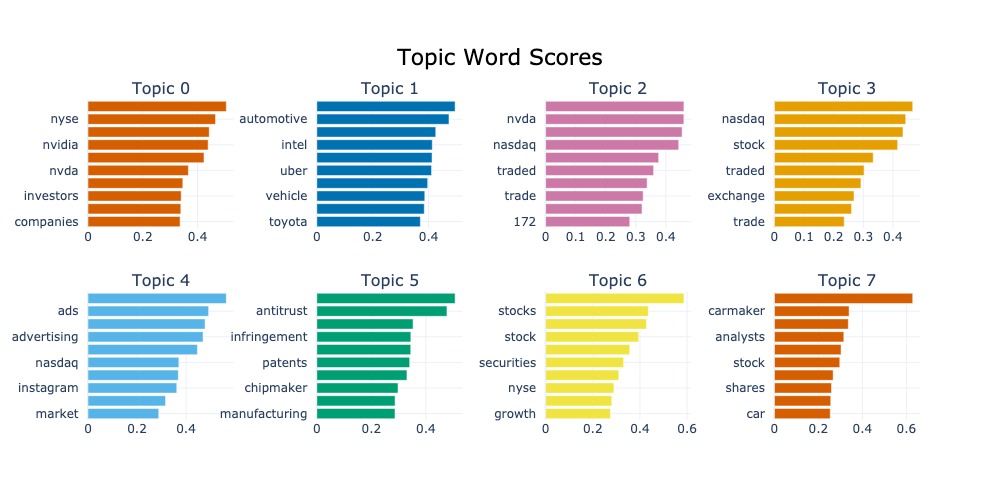 Topic Word Scores
Topic 0
nyse
nvidia
nvda
investors
companies
0 0.2 0.4
Topic 1
automotive
intel
uber
vehicle
toyota
0 0.2 0.4
Topic 2
nvda
nasdaq
traded
trade
172
0 0.1 0.2 0.3 0.4
Topic 3
nasdaq
stock
traded
exchange
trade
0 0.1 0.2 0.3 0.4
Topic 4
ads
advertising
nasdaq
instagram
market
0 0.2 0.4
Topic 5
antitrust
infringement
patents
chipmaker
manufacturing
0 0.2 0.4
Topic 6
stocks
stock
securities
nyse
growth
0 0.2 0.4 0.6
Topic 7
carmaker
analysts
stock
shares
car
0 0.2 0.4 0.6